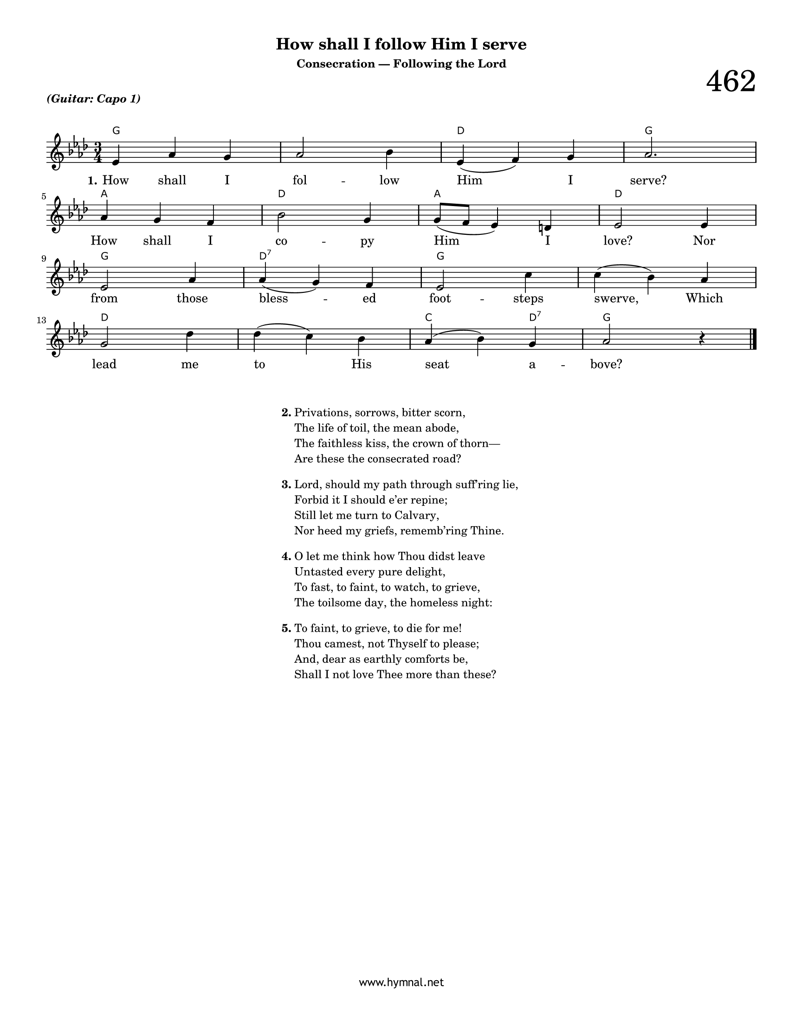 How shall I follow Him I serve
Consecration — Following the Lord
462
(Guitar: Capo 1)
G D G
1. How shall I fol - low Him I serve?
5 A D A D
How shall I co - py Him I love? Nor
9 G D7 G
from those bless - ed foot - steps swerve, Which
13 D C D7 G
lead me to His seat a - bove?
2. Privations, sorrows, bitter scorn,
The life of toil, the mean abode,
The faithless kiss, the crown of thorn—
Are these the consecrated road?
3. Lord, should my path through suff'ring lie,
Forbid it I should e'er repine;
Still let me turn to Calvary,
Nor heed my griefs, rememb'ring Thine.
4. O let me think how Thou didst leave
Untasted every pure delight,
To fast, to faint, to watch, to grieve,
The toilsome day, the homeless night:
5. To faint, to grieve, to die for me!
Thou camest, not Thyself to please;
And, dear as earthly comforts be,
Shall I not love Thee more than these?
www.hymnal.net